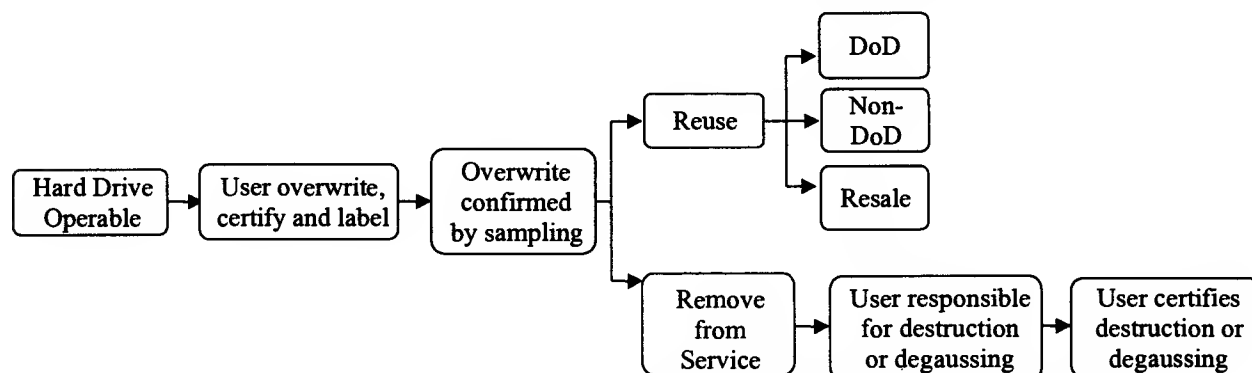 Hard Drive
Operable
User overwrite,
certify and label
Overwrite
confirmed
by sampling
Reuse
DoD
Non-
DoD
Resale
Remove
from
Service
User responsible
for destruction
or degaussing
User certifies
destruction or
degaussing